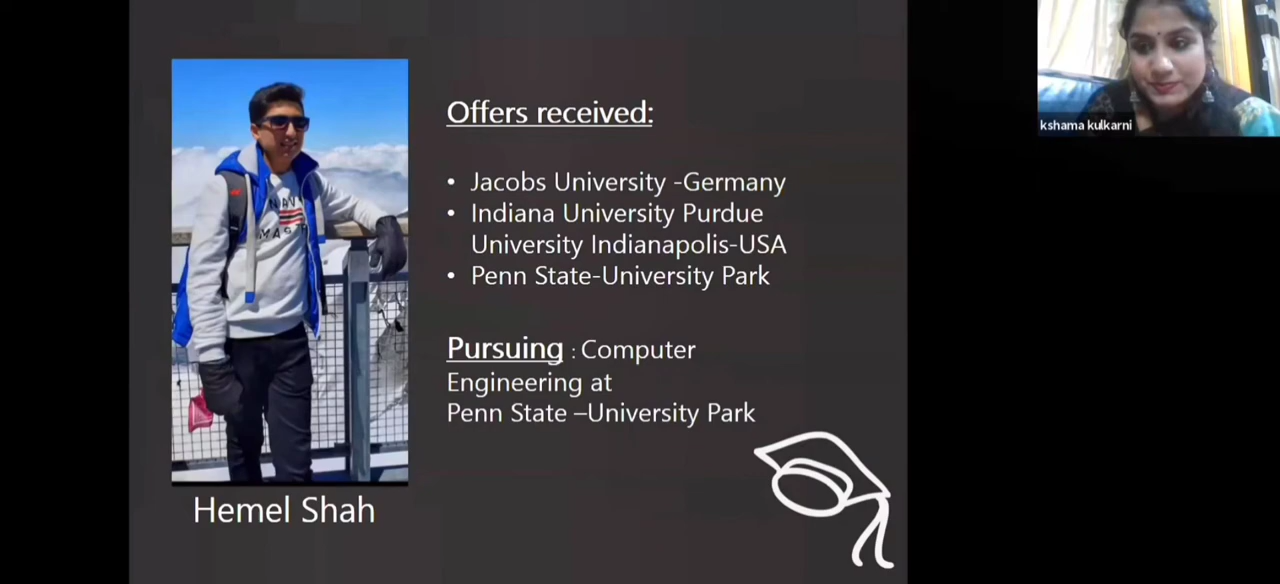 kshama kulkarni
Offers received:
• Jacobs University -Germany
• Indiana University Purdue
University Indianapolis-USA
• Penn State-University Park
Pursuing : Computer
Engineering at
Penn State –University Park
Hemel Shah